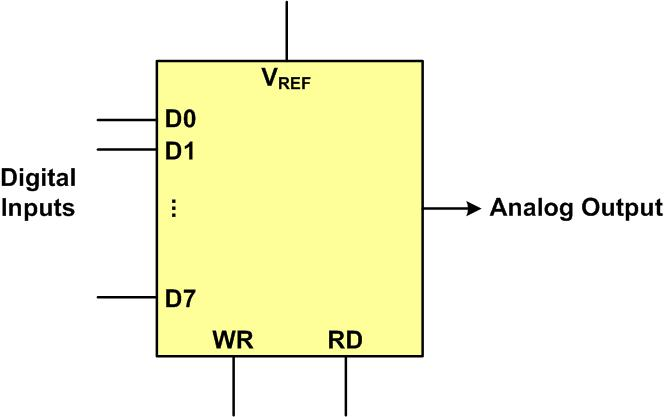 VREF
D0
D1
Digital
Inputs
⋮
Analog Output
D7
WR
RD